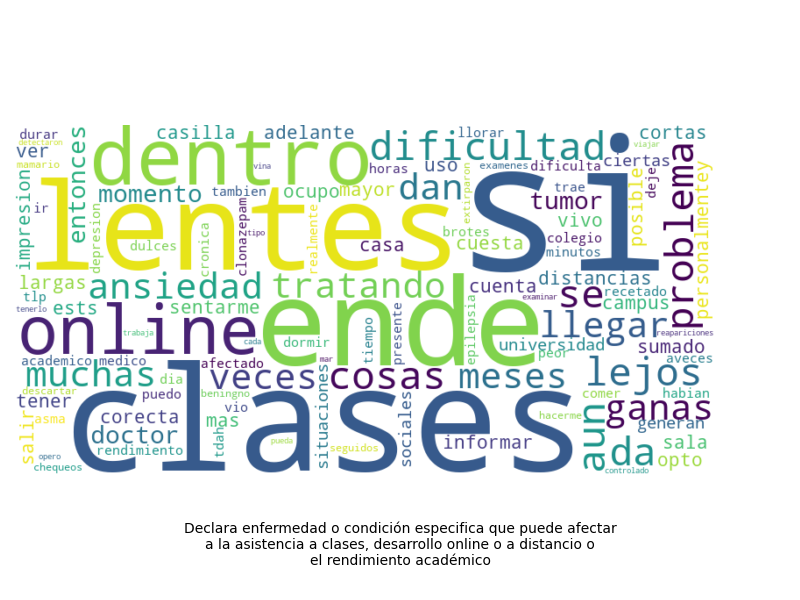 durar
detectaron
casilla
adelante
llorar
viajar
cortas
ver
mamario
entonces
dentro
dificultad
horas
uso
examenes
dificulta
ciertas
impresion
momento
tambien
vina
ocupo
mayor
dan
extirparon
trae
deje
problema
personalmentey
ir
lentes
Si
tumor
posible
depresion
dulces
cronica
clonazepam
tipo
realmente
casa
brotes
cuesta
vivo
colegio
minutos
largas
ansiedad
tratando
cuenta
distancias
recetado
tlp
tenerlo
ests
sentarme
ende
epilepsia
se
campus
examinar
online
trabaja
cada
dormir
tiempo
presente
universidad
peor
llegar
sumado
reapariciones
academico
medico
afectado
mar
aveces
muchas
dia
veces
cosas
meses
lejos
descartar
puedo
beningno
comer
habian
tener
salir
asma
corecta
vio
mas
situaciones
sociales
clases
hacerme
aun
ganas
generan
doctor
rendimiento
tdah
pueda
seguidos
informar
da
sala
opto
opero
chequeos
controlado
Declara enfermedad o condición especifica que puede afectar
a la asistencia a clases, desarrollo online o a distancio o
el rendimiento académico